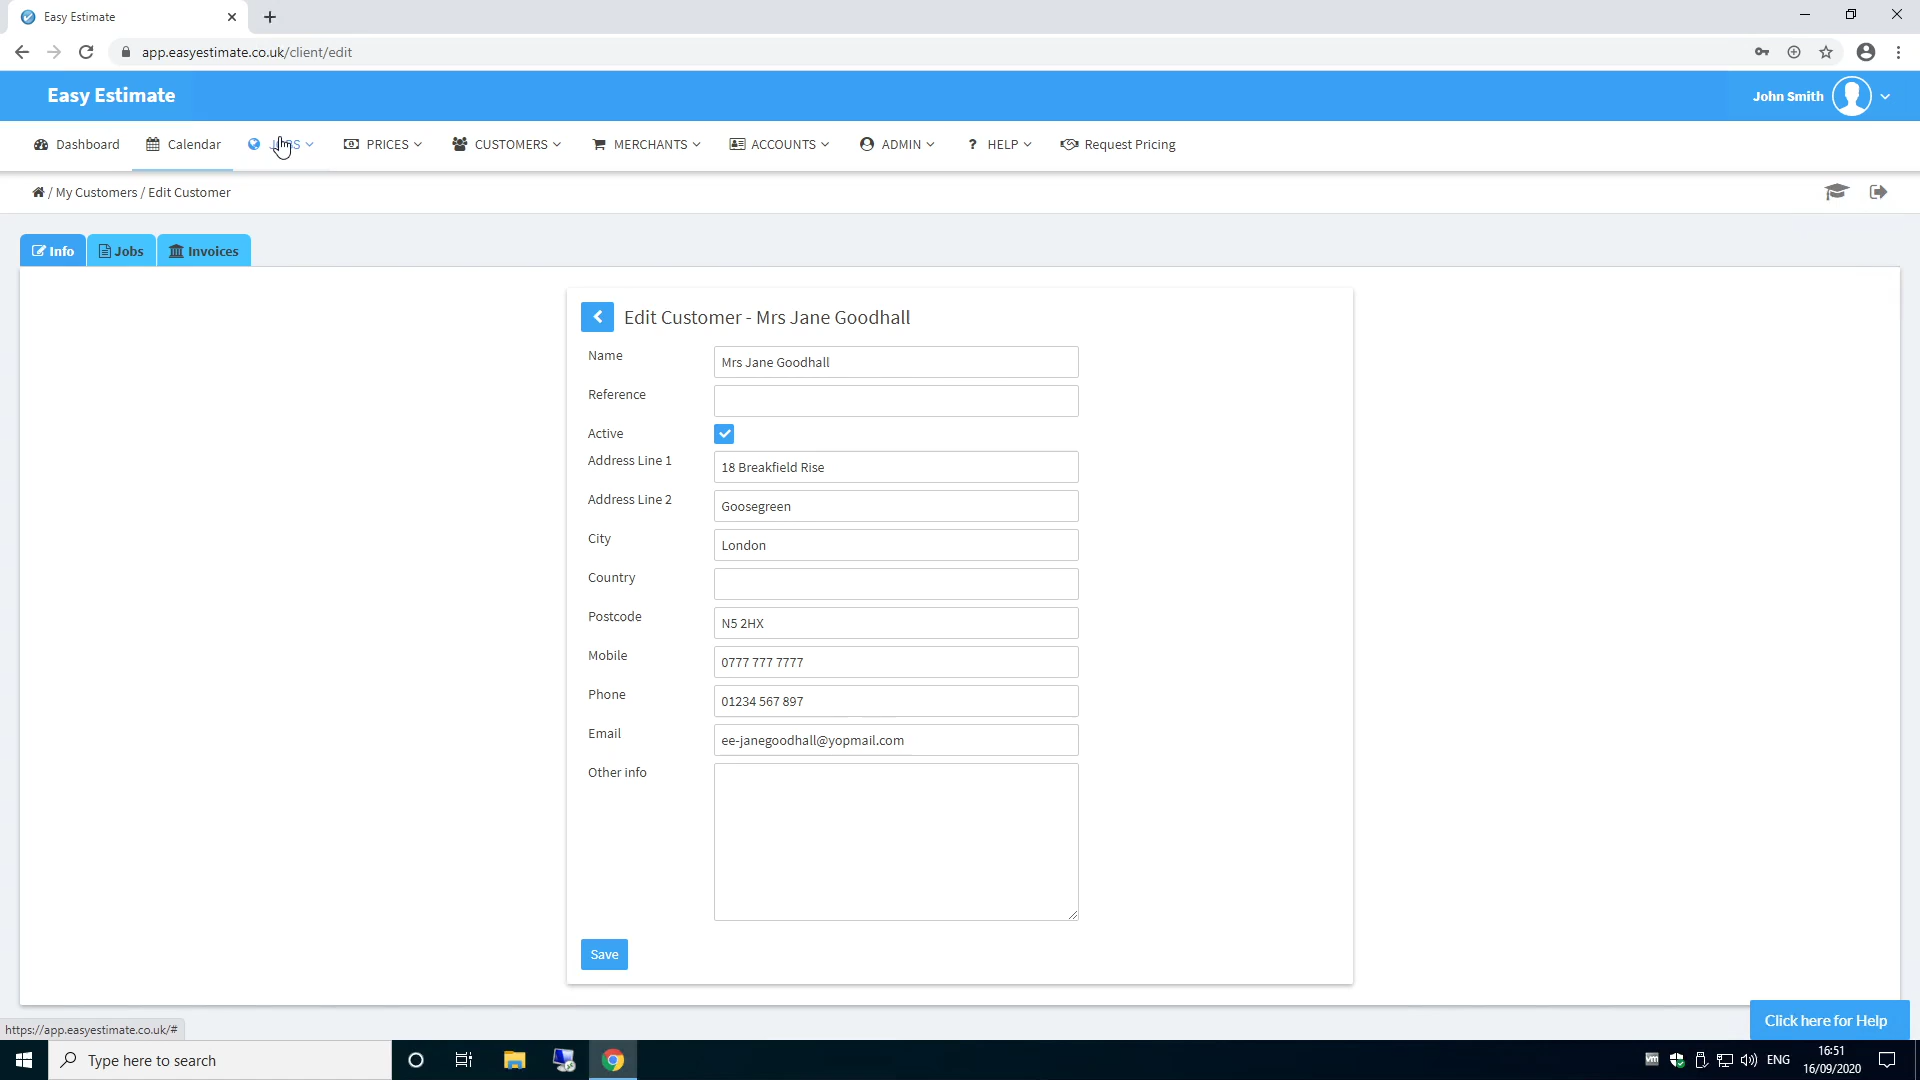 Easy Estimate
app.easyestimate.co.uk/client/edit
Easy Estimate
John Smith
Dashboard Calendar JOBS PRICES CUSTOMERS MERCHANTS ACCOUNTS ADMIN ? HELP Request Pricing
/ My Customers / Edit Customer
Info Jobs Invoices
Edit Customer - Mrs Jane Goodhall
Name Mrs Jane Goodhall
Reference
Active
Address Line 1 18 Breakfield Rise
Address Line 2 Goosegreen
City London
Country
Postcode N5 2HX
Mobile 0777 777 7777
Phone 01234 567 897
Email ee-janegoodhall@yopmail.com
Other info
Save
Click here for Help
https://app.easyestimate.co.uk/#
Type here to search
vm
ENG
16:51
16/09/2020